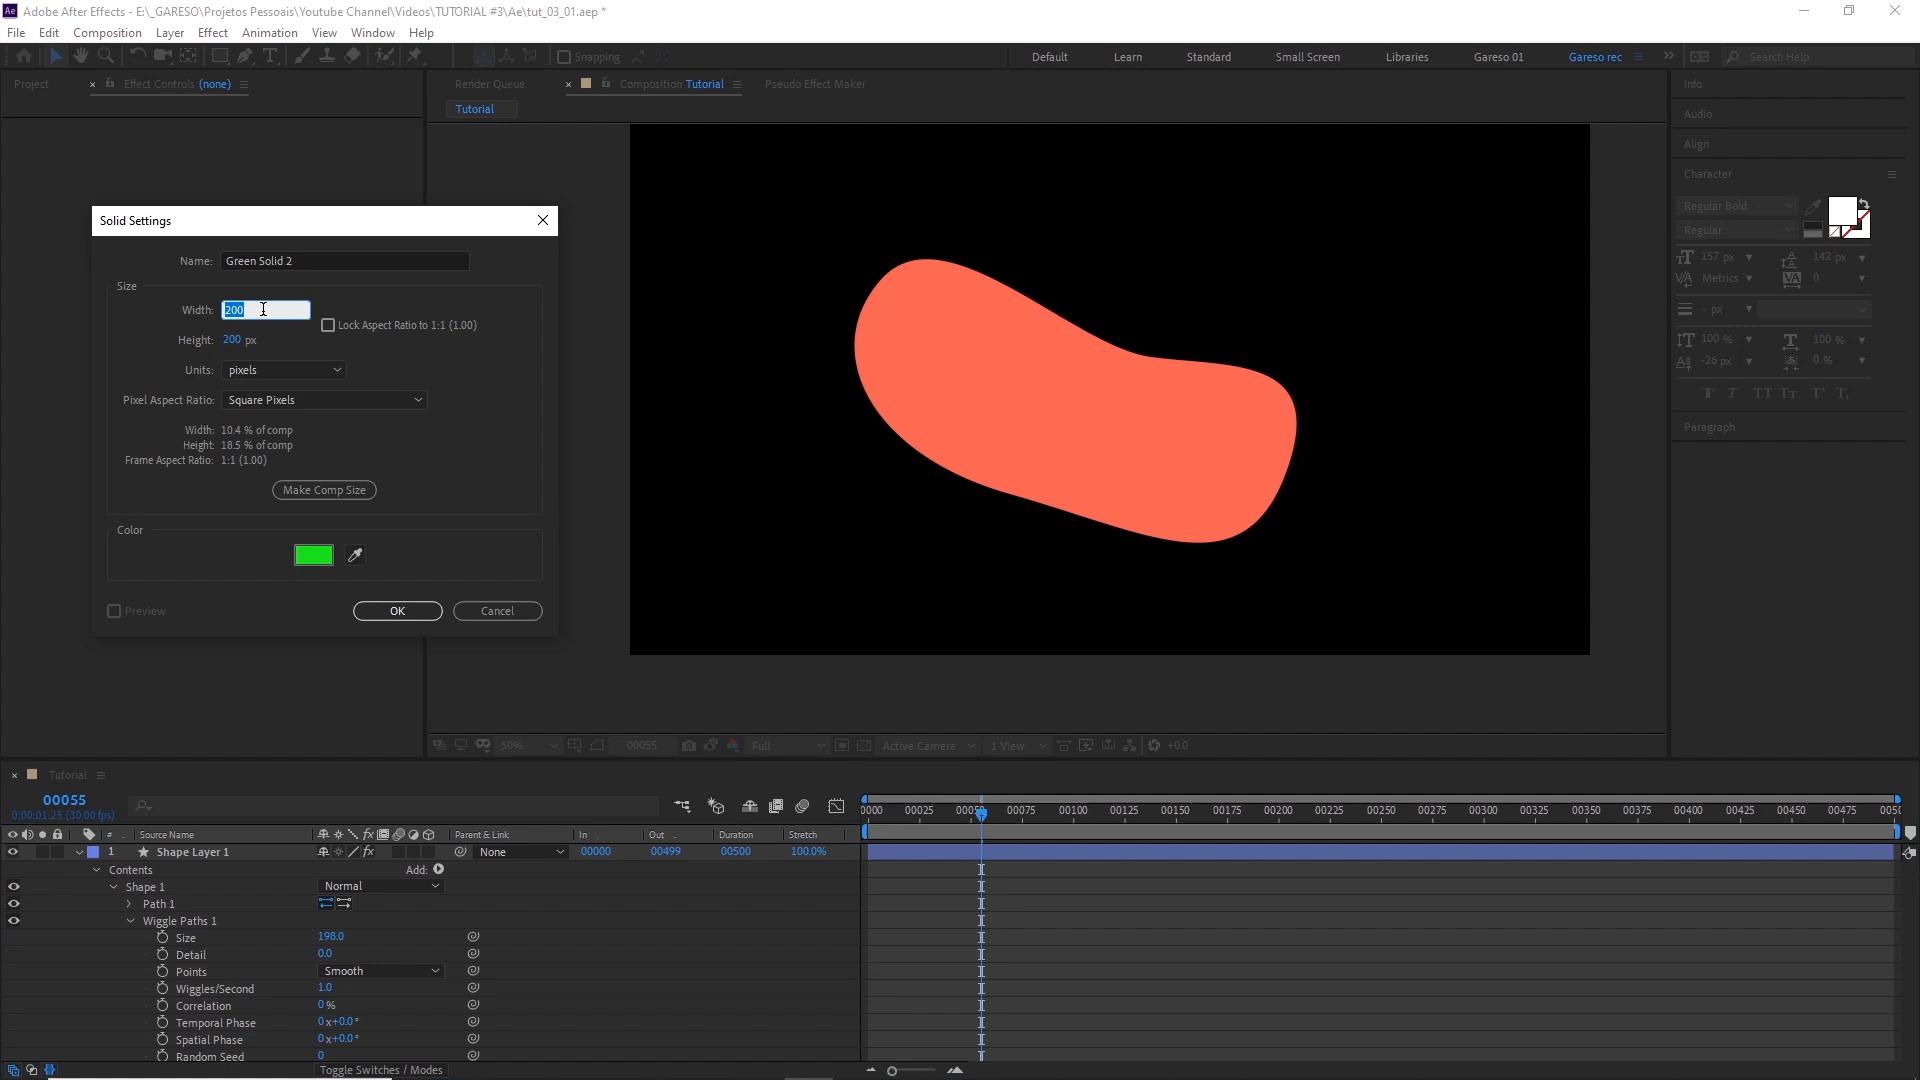 Adobe After Effects - E:\_GARESO\Projetos Pessoais\Youtube Channel\Videos\TUTORIAL #3\Ae\tut_03_01.aep *
File Edit Composition Layer Effect Animation View Window Help
Snapping
Default Learn Standard Small Screen Libraries Gareso 01 Gareso rec Search Help
Project Effect Controls (none)
Render Queue Composition Tutorial Pseudo Effect Maker
Tutorial
Info
Audio
Align
Character
Regular Bold
Regular
157 px 142 px
Metrics 0
- px
100 % 100 %
-26 px 0 %
Paragraph
Solid Settings
Name: Green Solid 2
Size
Width: 200
Lock Aspect Ratio to 1:1 (1.00)
Height: 200 px
Units: pixels
Pixel Aspect Ratio: Square Pixels
Width: 10.4 % of comp
Height: 18.5 % of comp
Frame Aspect Ratio: 1:1 (1.00)
Make Comp Size
Color
Preview OK Cancel
50% 00055 Full Active Camera 1 View +0.0
Tutorial
00055
0:00:01:25 (30.00 fps)
0000 00025 00050 00075 00100 00125 00150 00175 00200 00225 00250 00275 00300 00325 00350 00375 00400 00425 00450 00475
# Source Name Parent & Link In Out Duration Stretch
1 Shape Layer 1 None 00000 00499 00500 100.0%
Contents Add:
Shape 1 Normal
Path 1
Wiggle Paths 1
Size 198.0
Detail 0.0
Points Smooth
Wiggles/Second 1.0
Correlation 0 %
Temporal Phase 0 x+0.0 °
Spatial Phase 0 x+0.0 °
Random Seed 0
Toggle Switches / Modes